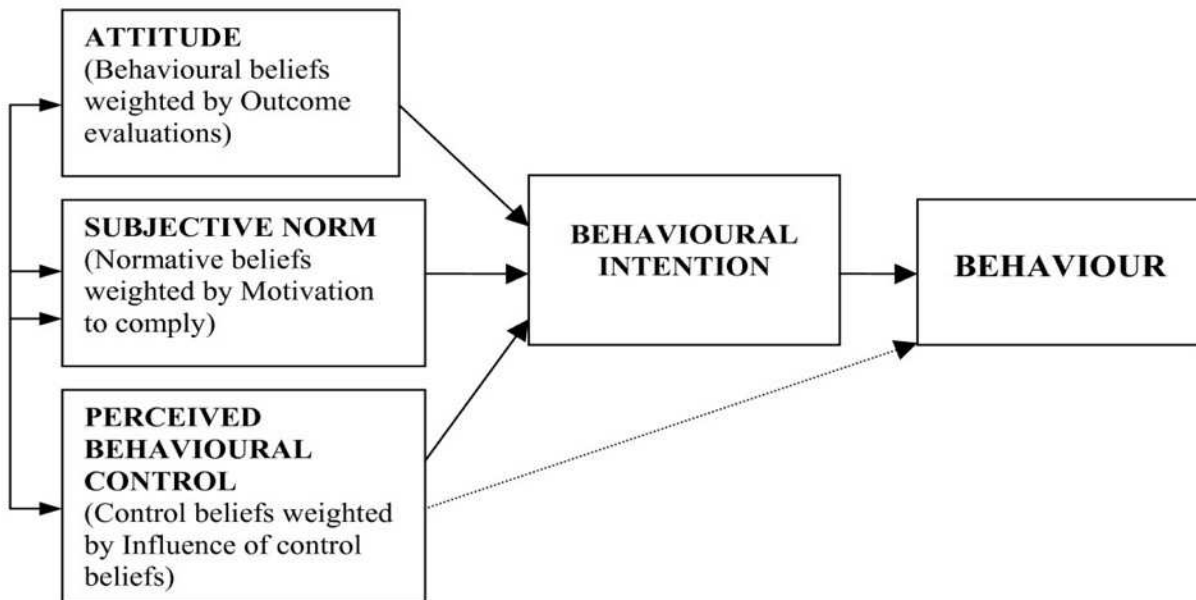 ATTITUDE
(Behavioural beliefs
weighted by Outcome
evaluations)
SUBJECTIVE NORM
(Normative beliefs
weighted by Motivation
to comply)
PERCEIVED
BEHAVIOURAL
CONTROL
(Control beliefs weighted
by Influence of control
beliefs)
BEHAVIOURAL
INTENTION
BEHAVIOUR